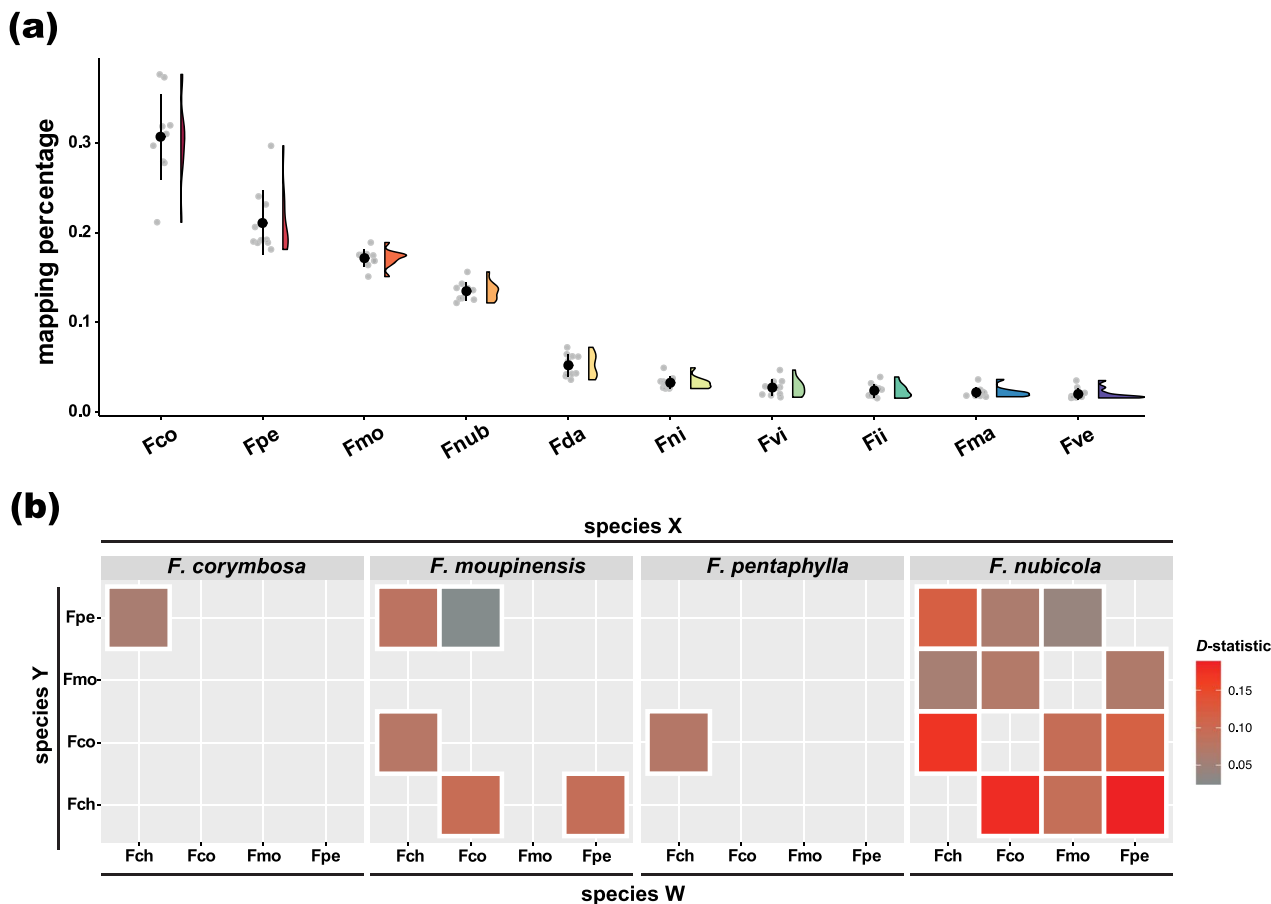 (a)
mapping percentage
0.3
0.2
0.1
0.0
Fco Fpe Fmo Fnub Fda Fni Fvi Fii Fma Fve
(b)
species X
F. corymbosa F. moupinensis F. pentaphylla F. nubicola
species Y
Fpe
Fmo
Fco
Fch
D-statistic
0.15
0.10
0.05
Fch Fco Fmo Fpe Fch Fco Fmo Fpe Fch Fco Fmo Fpe Fch Fco Fmo Fpe
species W